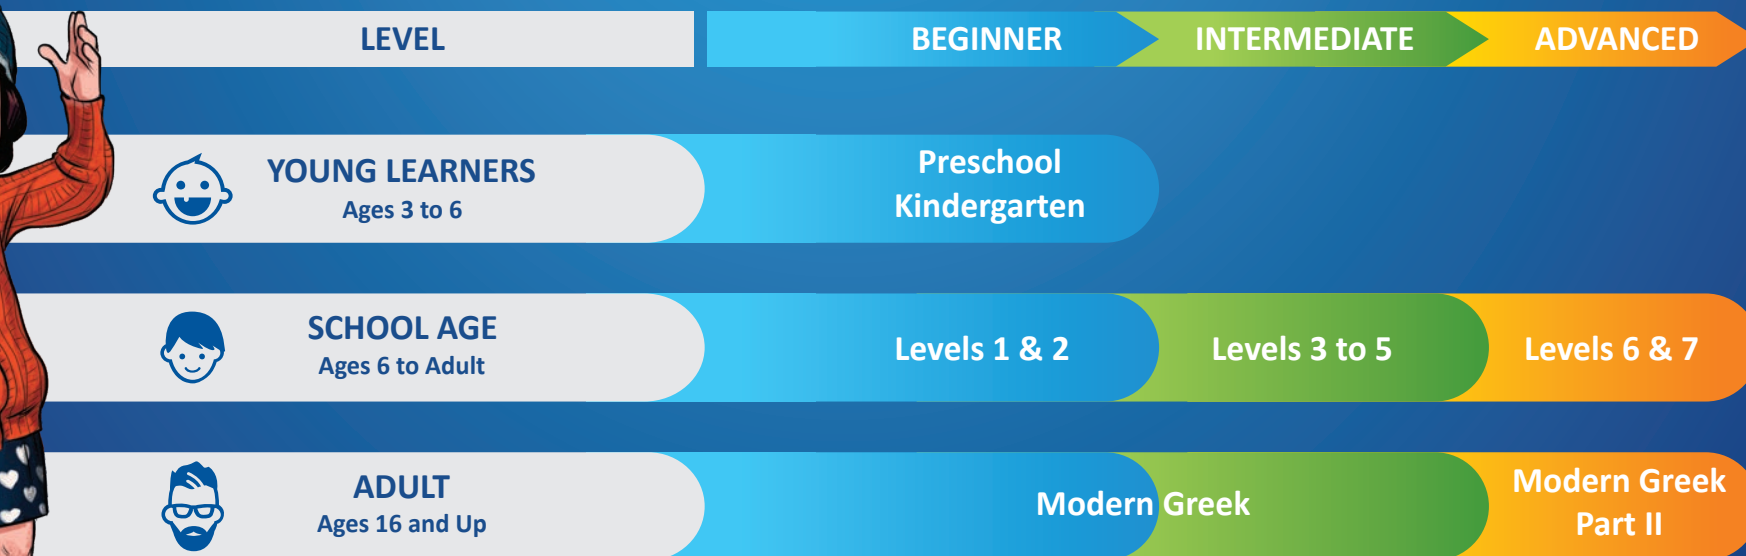 LEVEL BEGINNER INTERMEDIATE ADVANCED
YOUNG LEARNERS
Ages 3 to 6
Preschool
Kindergarten
SCHOOL AGE
Ages 6 to Adult
Levels 1 & 2
Levels 3 to 5
Levels 6 & 7
ADULT
Ages 16 and Up
Modern Greek
Modern Greek
Part II